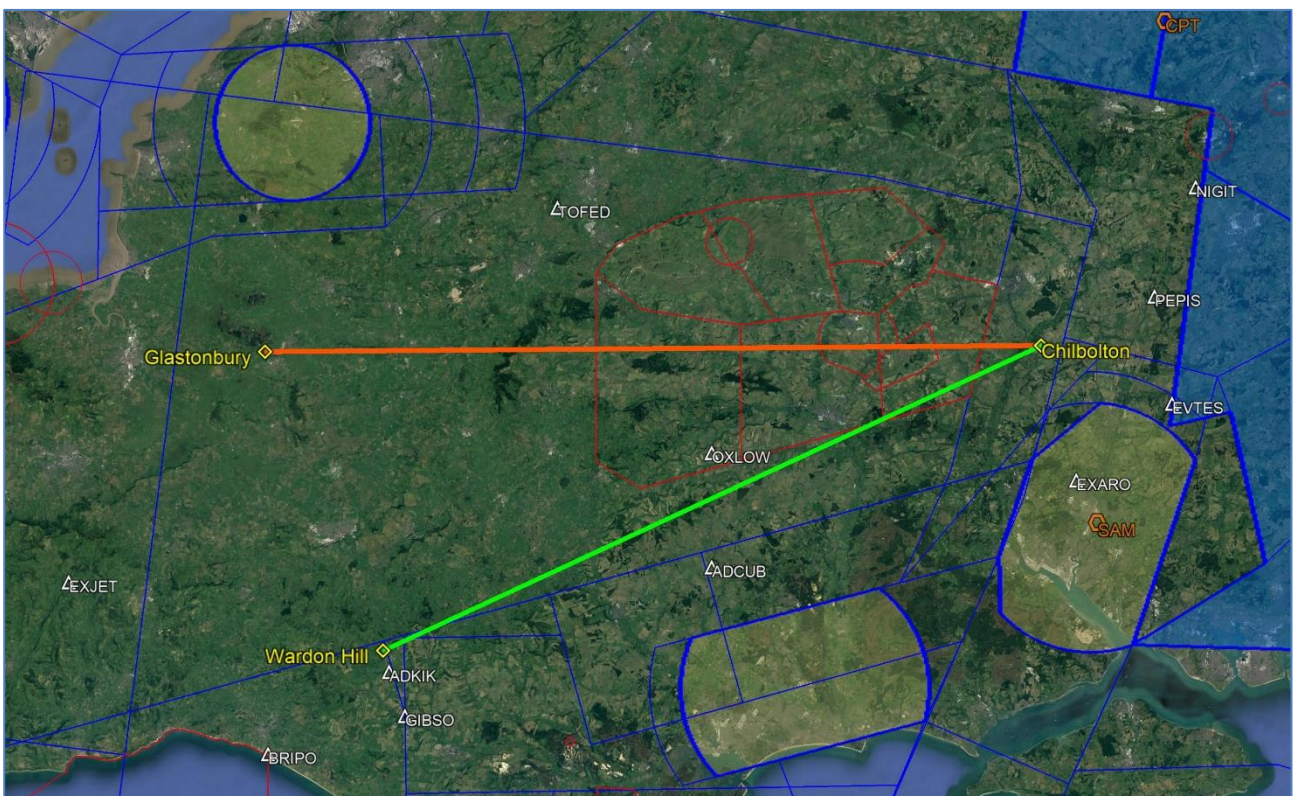 CPT
NIGIT
TOFED
PEPIS
Glastonbury
Chilbolton
EVTES
OXLOW
EXARO
SAM
ADCUB
EXJET
Wardon Hill
ADKIK
GIBSO
BRIPO